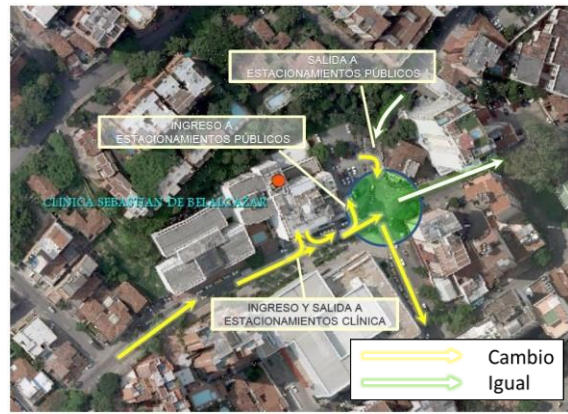 SALIDA A
ESTACIONAMIENTOS PÚBLICOS
INGRESO A
ESTACIONAMIENTOS PÚBLICOS
CLINICA SEBASTIAN DE BELALCAZAR
INGRESO Y SALIDA A
ESTACIONAMIENTOS CLÍNICA
Cambio
Igual